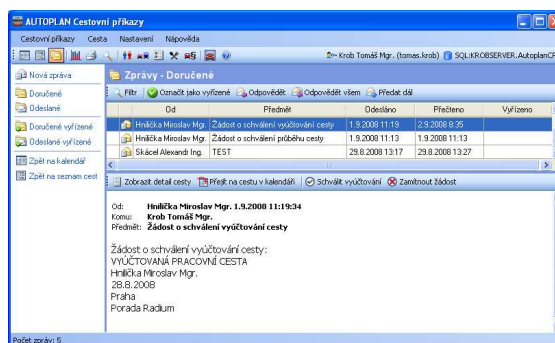 AUTOPLAN Cestovní příkazy
Cestovní příkazy Cesta Nastavení Nápověda
Krob Tomáš Mgr. (tomas.krob) SQL:KROBSERVER.AutoplanCP
Nová zpráva
Doručené
Odeslané
Doručené vyřízené
Odeslané vyřízené
Zpět na kalendář
Zpět na seznam cest
Zprávy - Doručené
Filtr Označit jako vyřízené Odpovědět Odpovědět všem Předat dál
Od Předmět Odesláno Přečteno Vyřízeno
Hnilička Miroslav Mgr. Žádost o schválení vyúčtování cesty 1.9.2008 11:19 2.9.2008 8:35
Hnilička Miroslav Mgr. Žádost o schválení průběhu cesty 1.9.2008 11:13 1.9.2008 11:13
Skácel Alexandr Ing. TEST 29.8.2008 13:17 29.8.2008 13:27
Zobrazit detail cesty Přejít na cestu v kalendáři Schválit vyúčtování Zamítnout žádost
Od: Hnilička Miroslav Mgr. 1.9.2008 11:19:34
Komu: Krob Tomáš Mgr.
Předmět: Žádost o schválení vyúčtování cesty
Žádost o schválení vyúčtování cesty:
VYÚČTOVANÁ PRACOVNÍ CESTA
Hnilička Miroslav Mgr.
28.8.2008
Praha
Porada Radium
Počet zpráv: 5